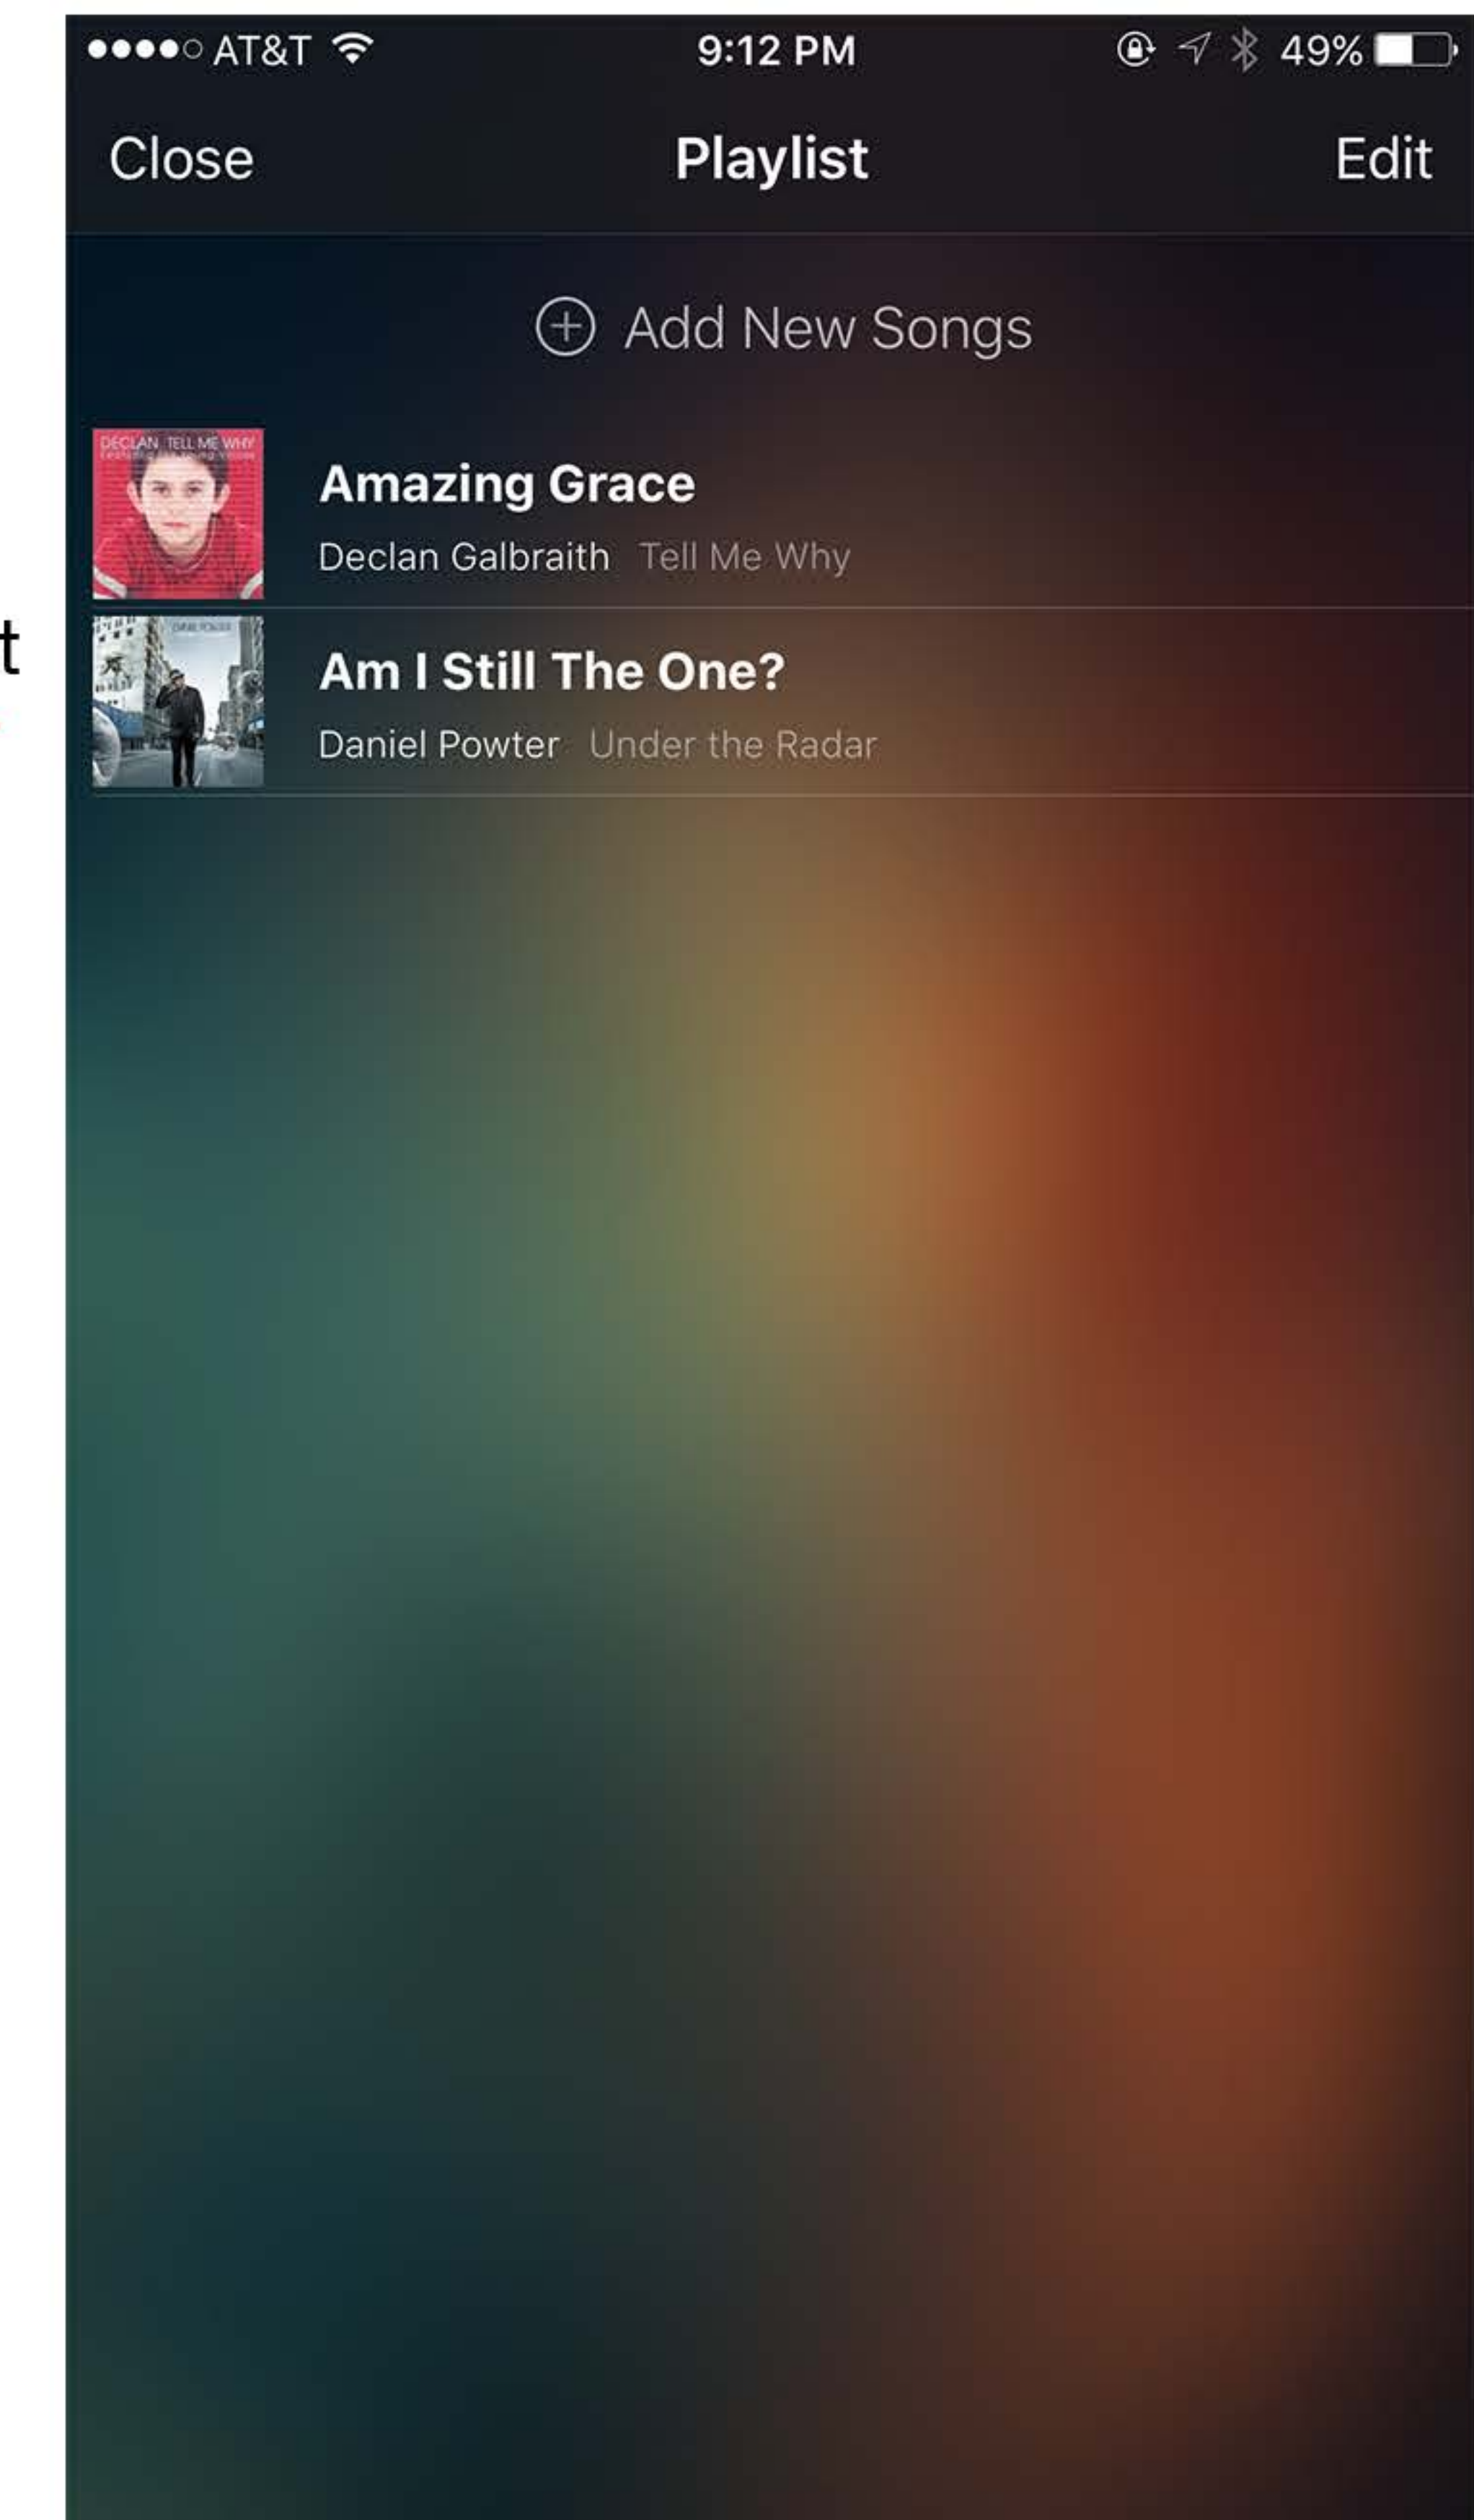 AT&T 9:12 PM 49%
Close Playlist Edit
Add New Songs
DECLAN TELL ME WHY
Amazing Grace
Declan Galbraith Tell Me Why
t
Am I Still The One?
Daniel Powter Under the Radar